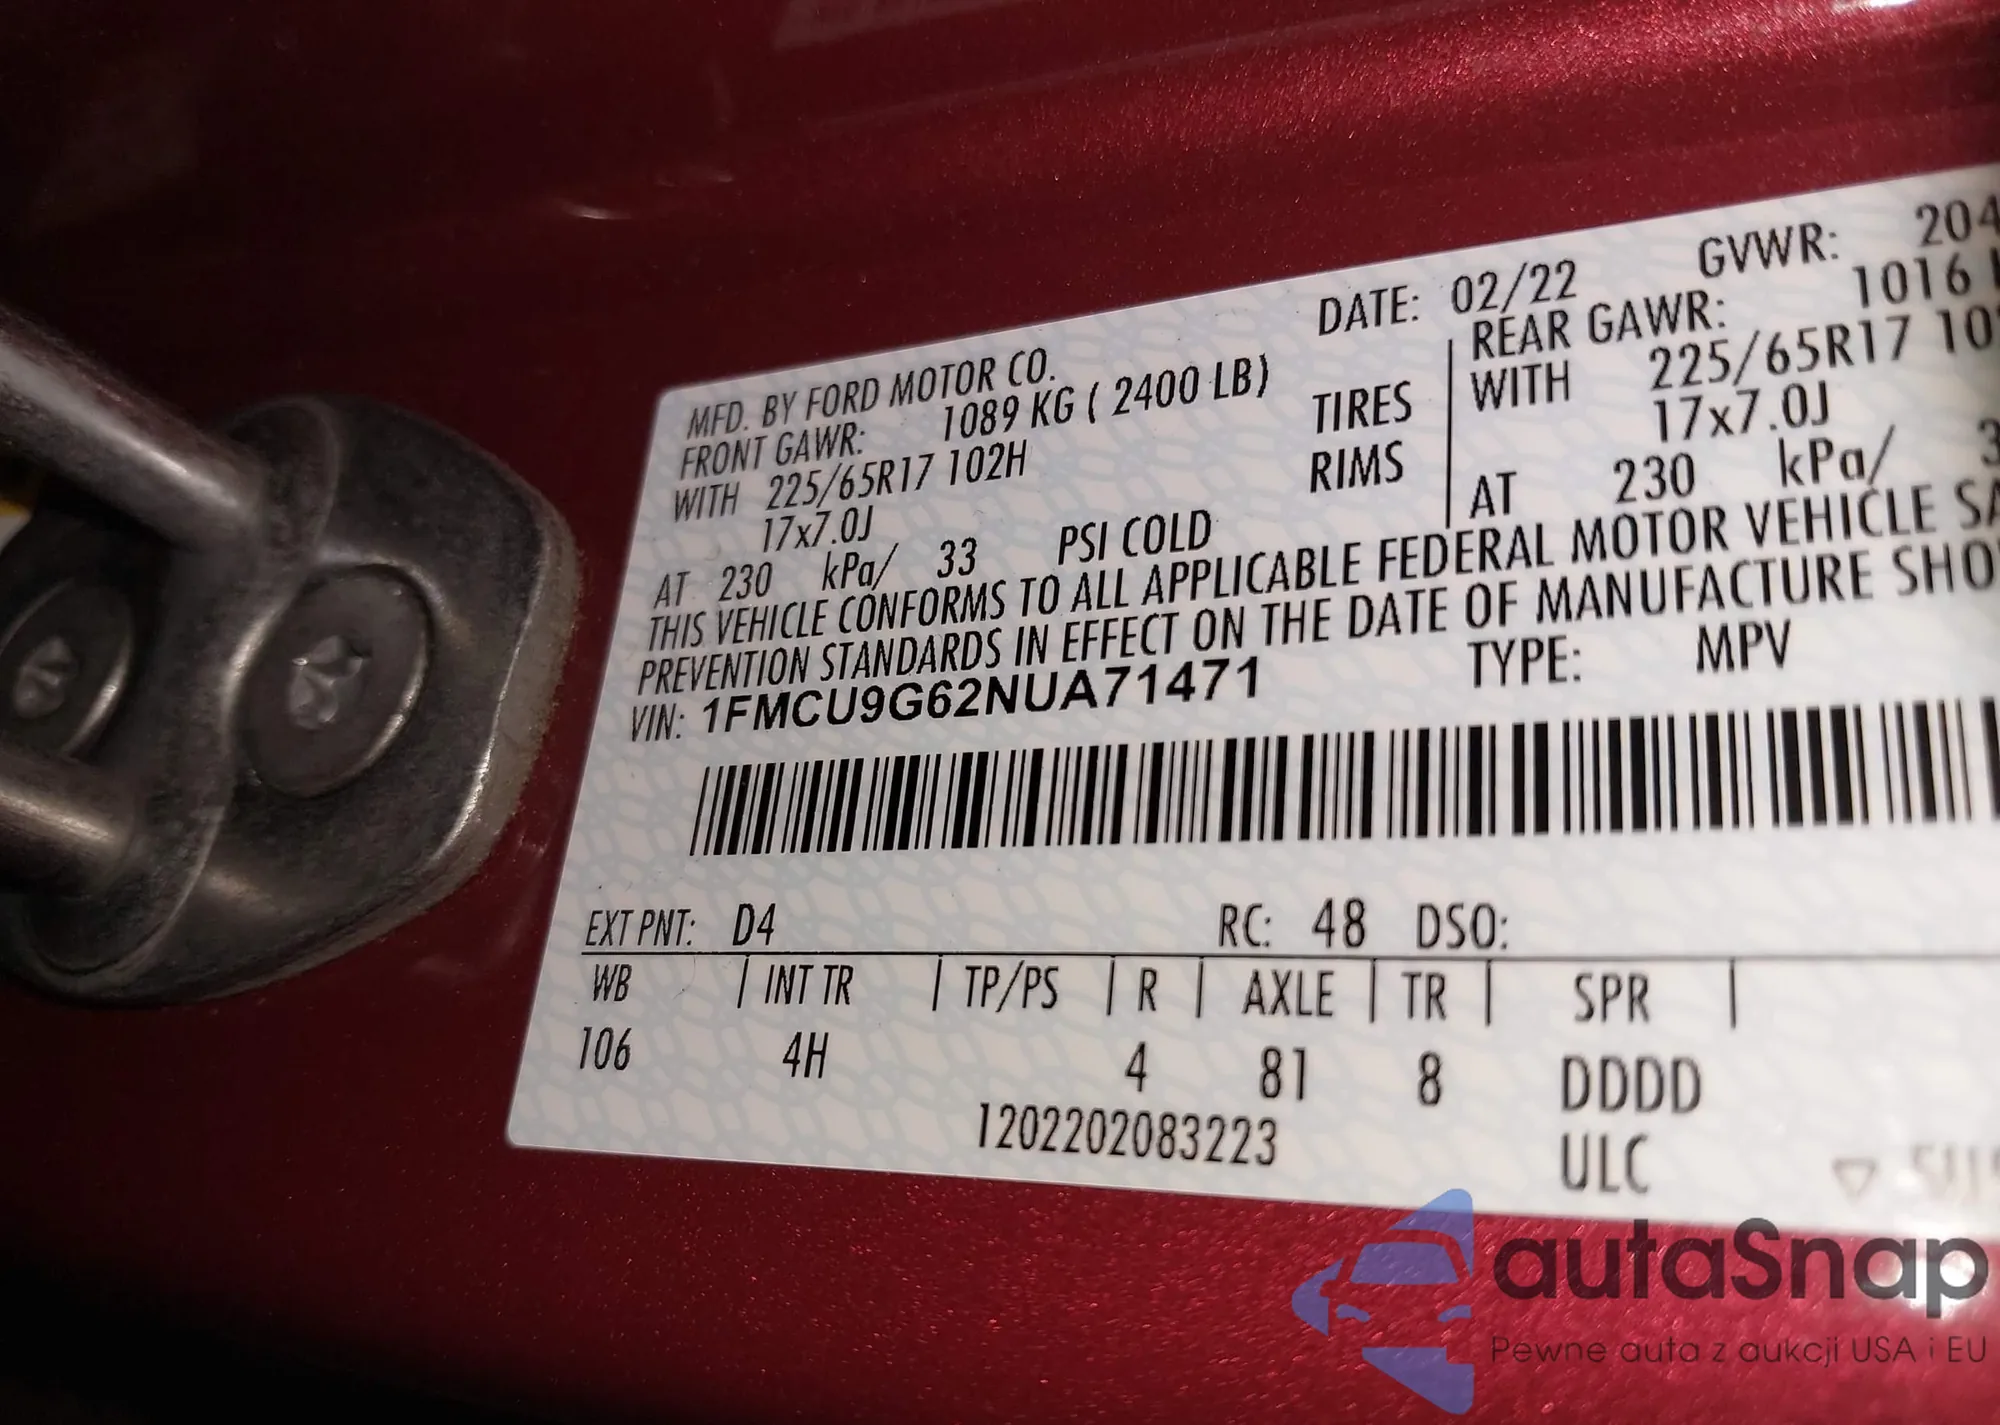 DATE: 02/22 GVWR: 204
MFD. BY FORD MOTOR CO.
FRONT GAWR: 1089 KG ( 2400 LB) REAR GAWR: 1016
WITH 225/65R17 102H TIRES WITH 225/65R17 10
17x7.0J RIMS 17x7.0J
AT 230 kPa/ 33 PSI COLD AT 230 kPa/ 3
THIS VEHICLE CONFORMS TO ALL APPLICABLE FEDERAL MOTOR VEHICLE SA
PREVENTION STANDARDS IN EFFECT ON THE DATE OF MANUFACTURE SHO
VIN: 1FMCU9G62NUA71471 TYPE: MPV
EXT PNT: D4 RC: 48 DSO:
WB | INT TR | TP/PS | R | AXLE | TR | SPR |
106 4H 4 81 8 DDDD
1202202083223 ULC
autaSnap
Pewne auta z aukcji USA i EU